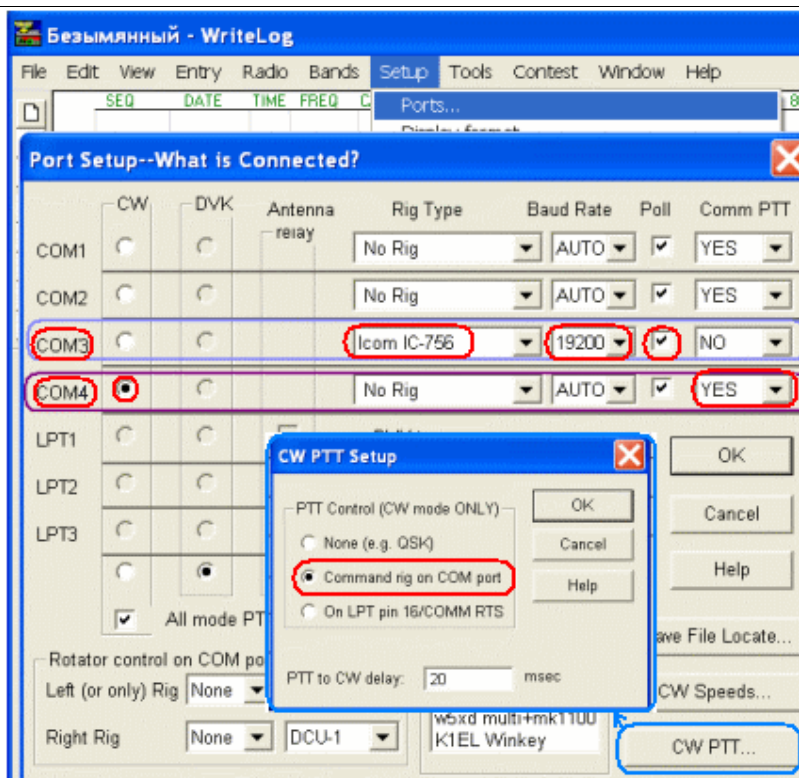 Безымянный - WriteLog
File Edit View Entry Radio Bands Setup Tools Contest Window Help
SEQ DATE TIME FREQ Ports... 8
Port Setup--What is Connected?
CW DVK Antenna relay Rig Type Baud Rate Poll Comm PTT
COM1 No Rig AUTO YES
COM2 No Rig AUTO YES
COM3 Icom IC-756 19200 NO
COM4 No Rig AUTO YES
LPT1
LPT2
LPT3
CW PTT Setup
PTT Control (CW mode ONLY)
None (e.g. QSK)
Command rig on COM port
On LPT pin 16/COMM RTS
PTT to CW delay: 20 msec
OK
Cancel
Help
OK
Cancel
Help
All mode PT
ave File Locate...
Rotator control on COM po
Left (or only) Rig None
CW Speeds...
Right Rig None DCU-1
w5xd multi+mk1100
K1EL Winkey
CW PTT...